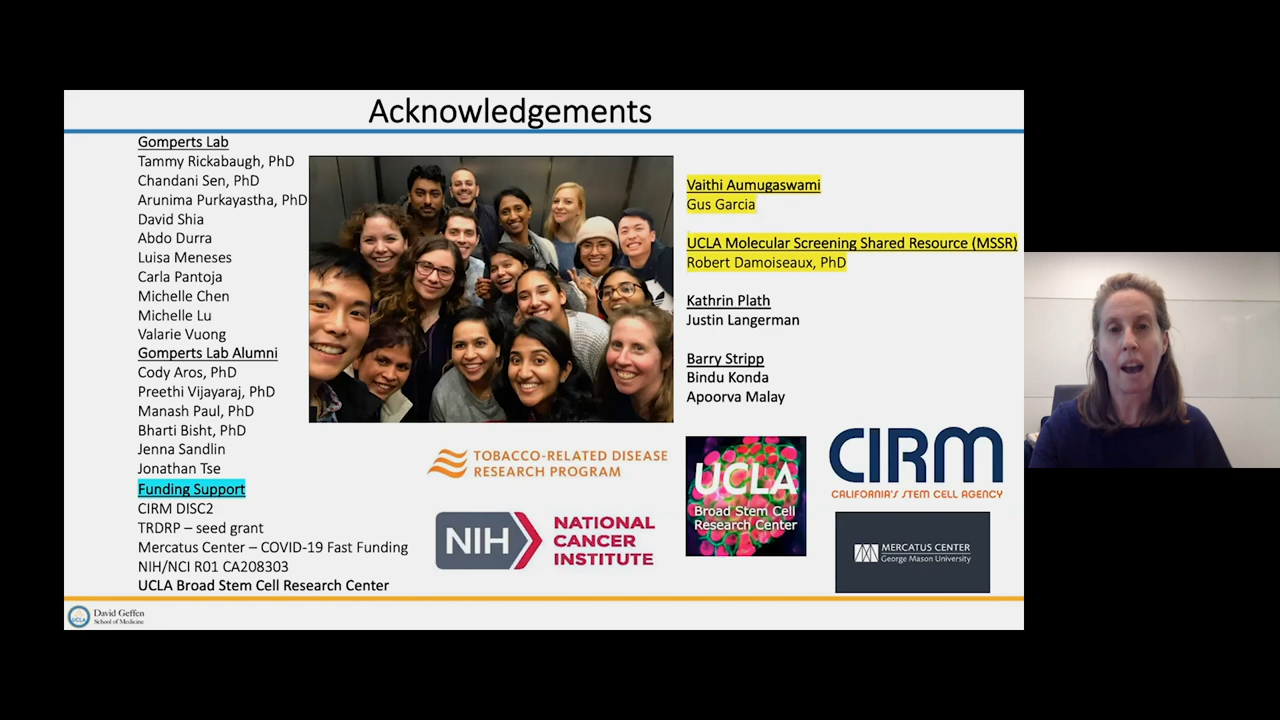 Acknowledgements
Gomperts Lab
Tammy Rickabaugh, PhD
Chandani Sen, PhD
Arunima Purkayastha, PhD
David Shia
Abdo Durra
Luisa Meneses
Carla Pantoja
Michelle Chen
Michelle Lu
Valarie Vuong
Gomperts Lab Alumni
Cody Aros, PhD
Preethi Vijayaraj, PhD
Manash Paul, PhD
Bharti Bisht, PhD
Jenna Sandlin
Jonathan Tse
Funding Support
CIRM DISC2
TRDRP – seed grant
Mercatus Center – COVID-19 Fast Funding
NIH/NCI R01 CA208303
UCLA Broad Stem Cell Research Center
Vaithi Aumugaswami
Gus Garcia
UCLA Molecular Screening Shared Resource (MSSR)
Robert Damoiseaux, PhD
Kathrin Plath
Justin Langerman
Barry Stripp
Bindu Konda
Apoorva Malay
TOBACCO-RELATED DISEASE
RESEARCH PROGRAM
NIH
NATIONAL
CANCER
INSTITUTE
UCLA
Broad Stem Cell
Research Center
CIRM
CALIFORNIA'S STEM CELL AGENCY
MERCATUS CENTER
George Mason University
UCLA
David Geffen
School of Medicine